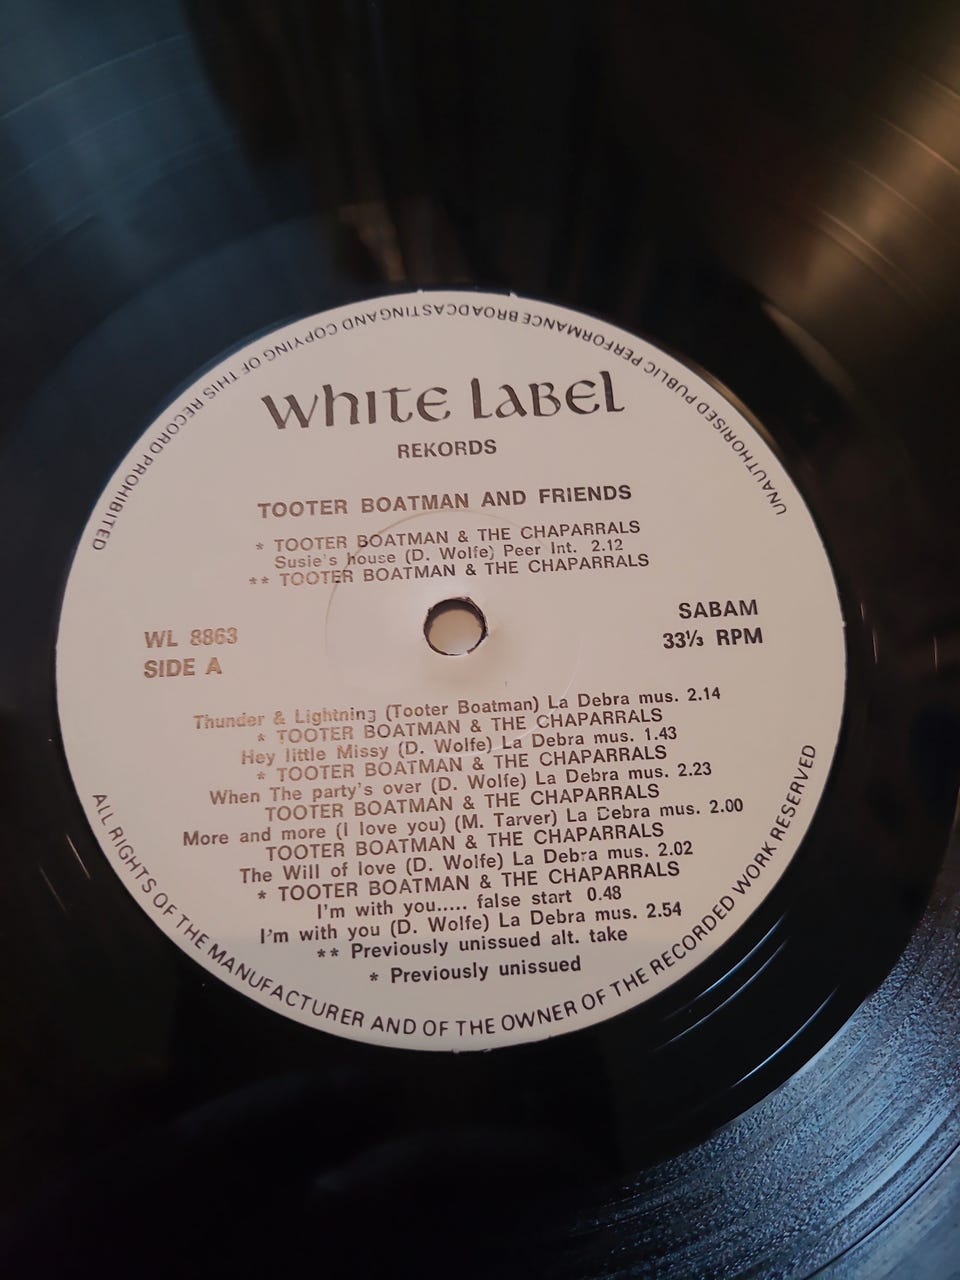 UNAUTHORISED PUBLIC PERFORMANCE BROADCASTING AND COPYING OF THIS RECORD PROHIBITED
WHITE LABEL
REKORDS
TOOTER BOATMAN AND FRIENDS
* TOOTER BOATMAN & THE CHAPARRALS
Susie's house (D. Wolfe) Peer Int. 2.12
** TOOTER BOATMAN & THE CHAPARRALS
WL 8863
SIDE A
SABAM
33⅓ RPM
Thunder & Lightning (Tooter Boatman) La Debra mus. 2.14
* TOOTER BOATMAN & THE CHAPARRALS
Hey little Missy (D. Wolfe) La Debra mus. 1.43
* TOOTER BOATMAN & THE CHAPARRALS
When The party's over (D. Wolfe) La Debra mus. 2.23
TOOTER BOATMAN & THE CHAPARRALS
More and more (I love you) (M. Tarver) La Debra mus. 2.00
TOOTER BOATMAN & THE CHAPARRALS
The Will of love (D. Wolfe) La Debra mus. 2.02
* TOOTER BOATMAN & THE CHAPARRALS
I'm with you..... false start 0.48
I'm with you (D. Wolfe) La Debra mus. 2.54
** Previously unissued alt. take
* Previously unissued
ALL RIGHTS OF THE MANUFACTURER AND OF THE OWNER OF THE RECORDED WORK RESERVED